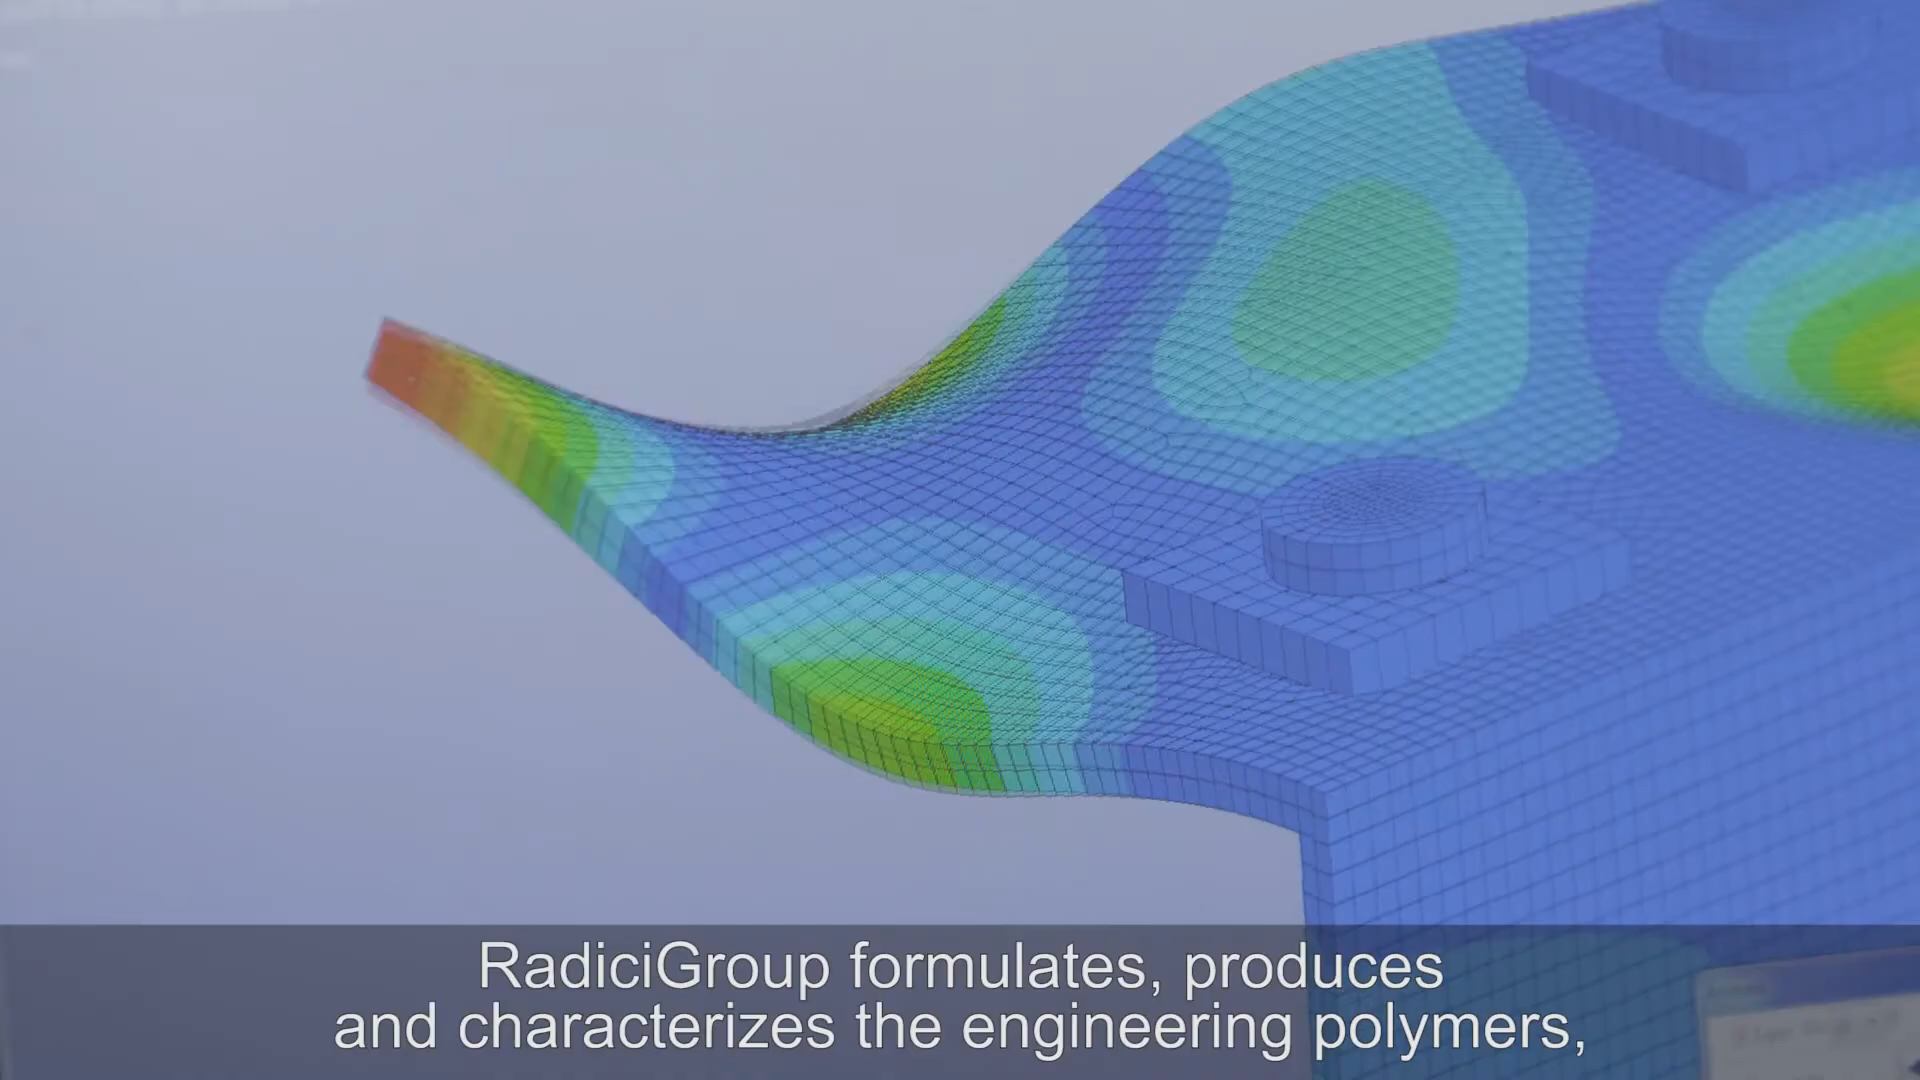 RadiciGroup formulates, produces
and characterizes the engineering polymers,